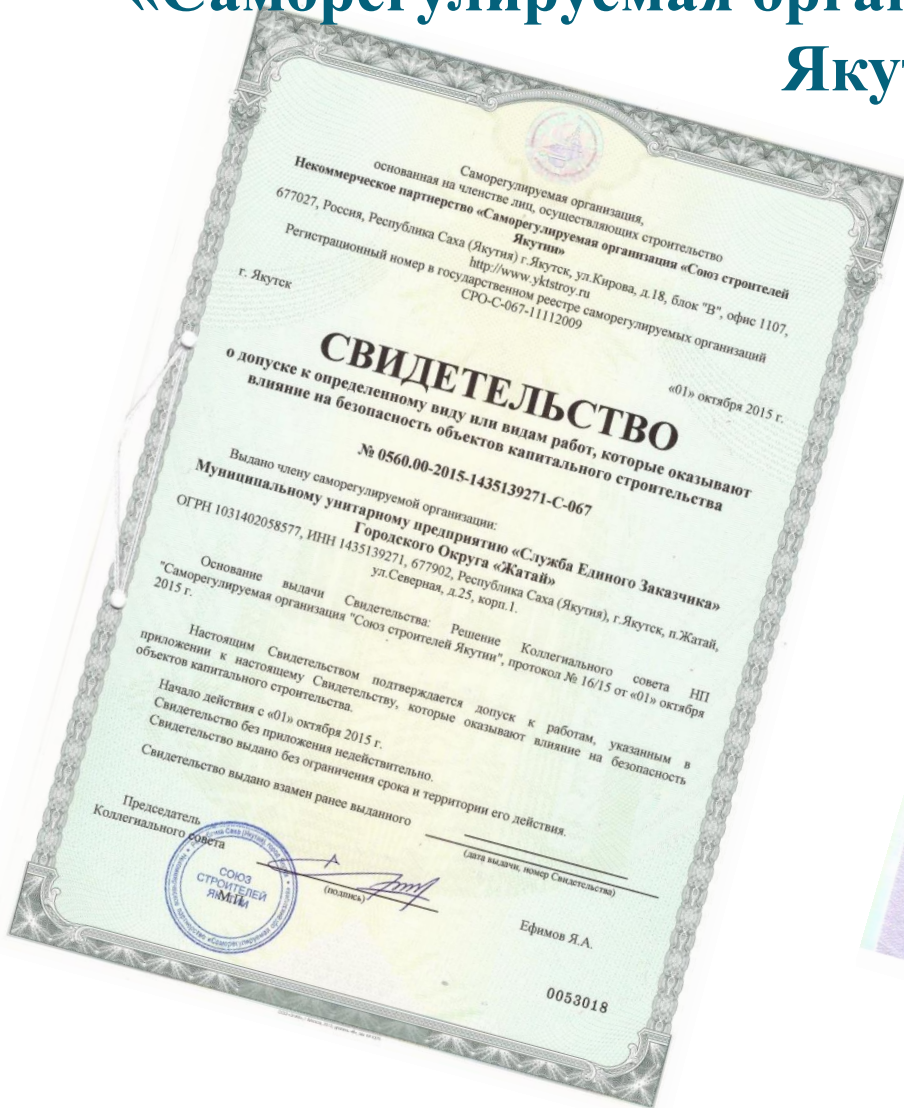 «Саморегулируемая орган
Яку
Саморегулируемая организация,
основанная на членстве лиц, осуществляющих строительство
Некоммерческое партнерство «Саморегулируемая организация «Союз строителей
Якутии»
677027, Россия, Республика Саха (Якутия) г.Якутск, ул.Кирова, д.18, блок "В", офис 1107,
http://www.yktstroy.ru
Регистрационный номер в государственном реестре саморегулируемых организаций
СРО-С-067-11112009
г. Якутск
«01» октября 2015 г.
СВИДЕТЕЛЬСТВО
о допуске к определенному виду или видам работ, которые оказывают
влияние на безопасность объектов капитального строительства
№ 0560.00-2015-1435139271-С-067
Выдано члену саморегулируемой организации:
Муниципальному унитарному предприятию «Служба Единого Заказчика»
Городского Округа «Жатай»
ОГРН 1031402058577, ИНН 1435139271, 677902, Республика Саха (Якутия), г.Якутск, п.Жатай,
ул.Северная, д.25, корп.1.
Основание выдачи Свидетельства: Решение Коллегиального совета НП
"Саморегулируемая организация "Союз строителей Якутии", протокол № 16/15 от «01» октября
2015 г.
Настоящим Свидетельством подтверждается допуск к работам, указанным в
приложении к настоящему Свидетельству, которые оказывают влияние на безопасность
объектов капитального строительства.
Начало действия с «01» октября 2015 г.
Свидетельство без приложения недействительно.
Свидетельство выдано без ограничения срока и территории его действия.
Свидетельство выдано взамен ранее выданного
(дата выдачи, номер Свидетельства)
Председатель
Коллегиального совета
(подпись)
Ефимов Я.А.
М.П.
СОЮЗ
СТРОИТЕЛЕЙ
ЯКУТИИ
0053018